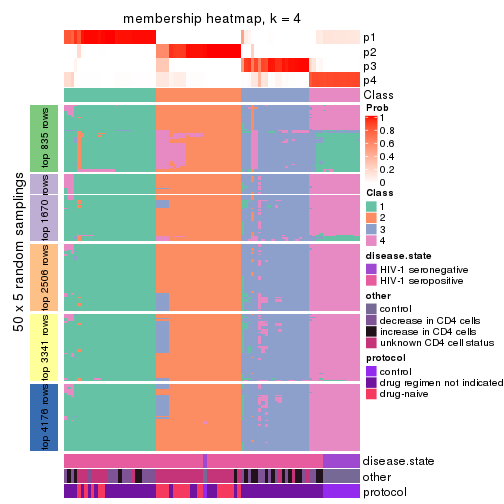 membership heatmap, k = 4
p1
p2
p3
p4
Class
50 x 5 random samplings
top 835 rows
top 1670 rows
top 2506 rows
top 3341 rows
top 4176 rows
disease.state
other
protocol
Prob
1
0.8
0.6
0.4
0.2
0
Class
1
2
3
4
disease.state
HIV-1 seronegative
HIV-1 seropositive
other
control
decrease in CD4 cells
increase in CD4 cells
unknown CD4 cell status
protocol
control
drug regimen not indicated
drug-naive